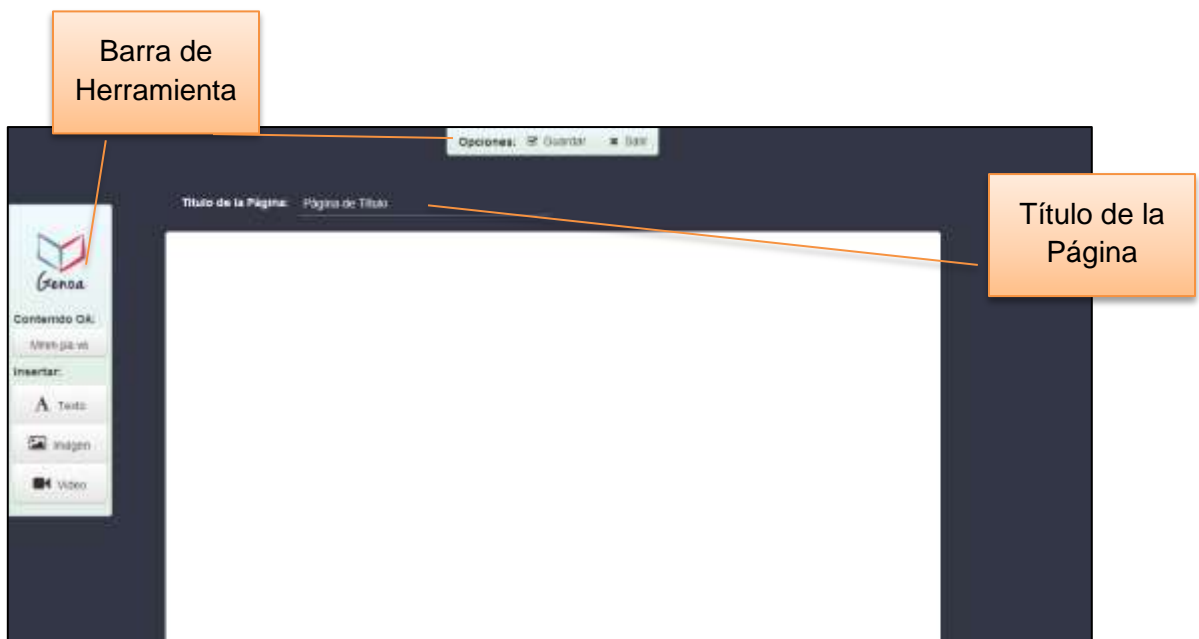 Barra de
Herramienta
Opciones: Guardar Salir
Título de la Página: Página de Título
Título de la
Página
Genoa
Contenido OA:
Insertar:
A Texto
Imagen
Video